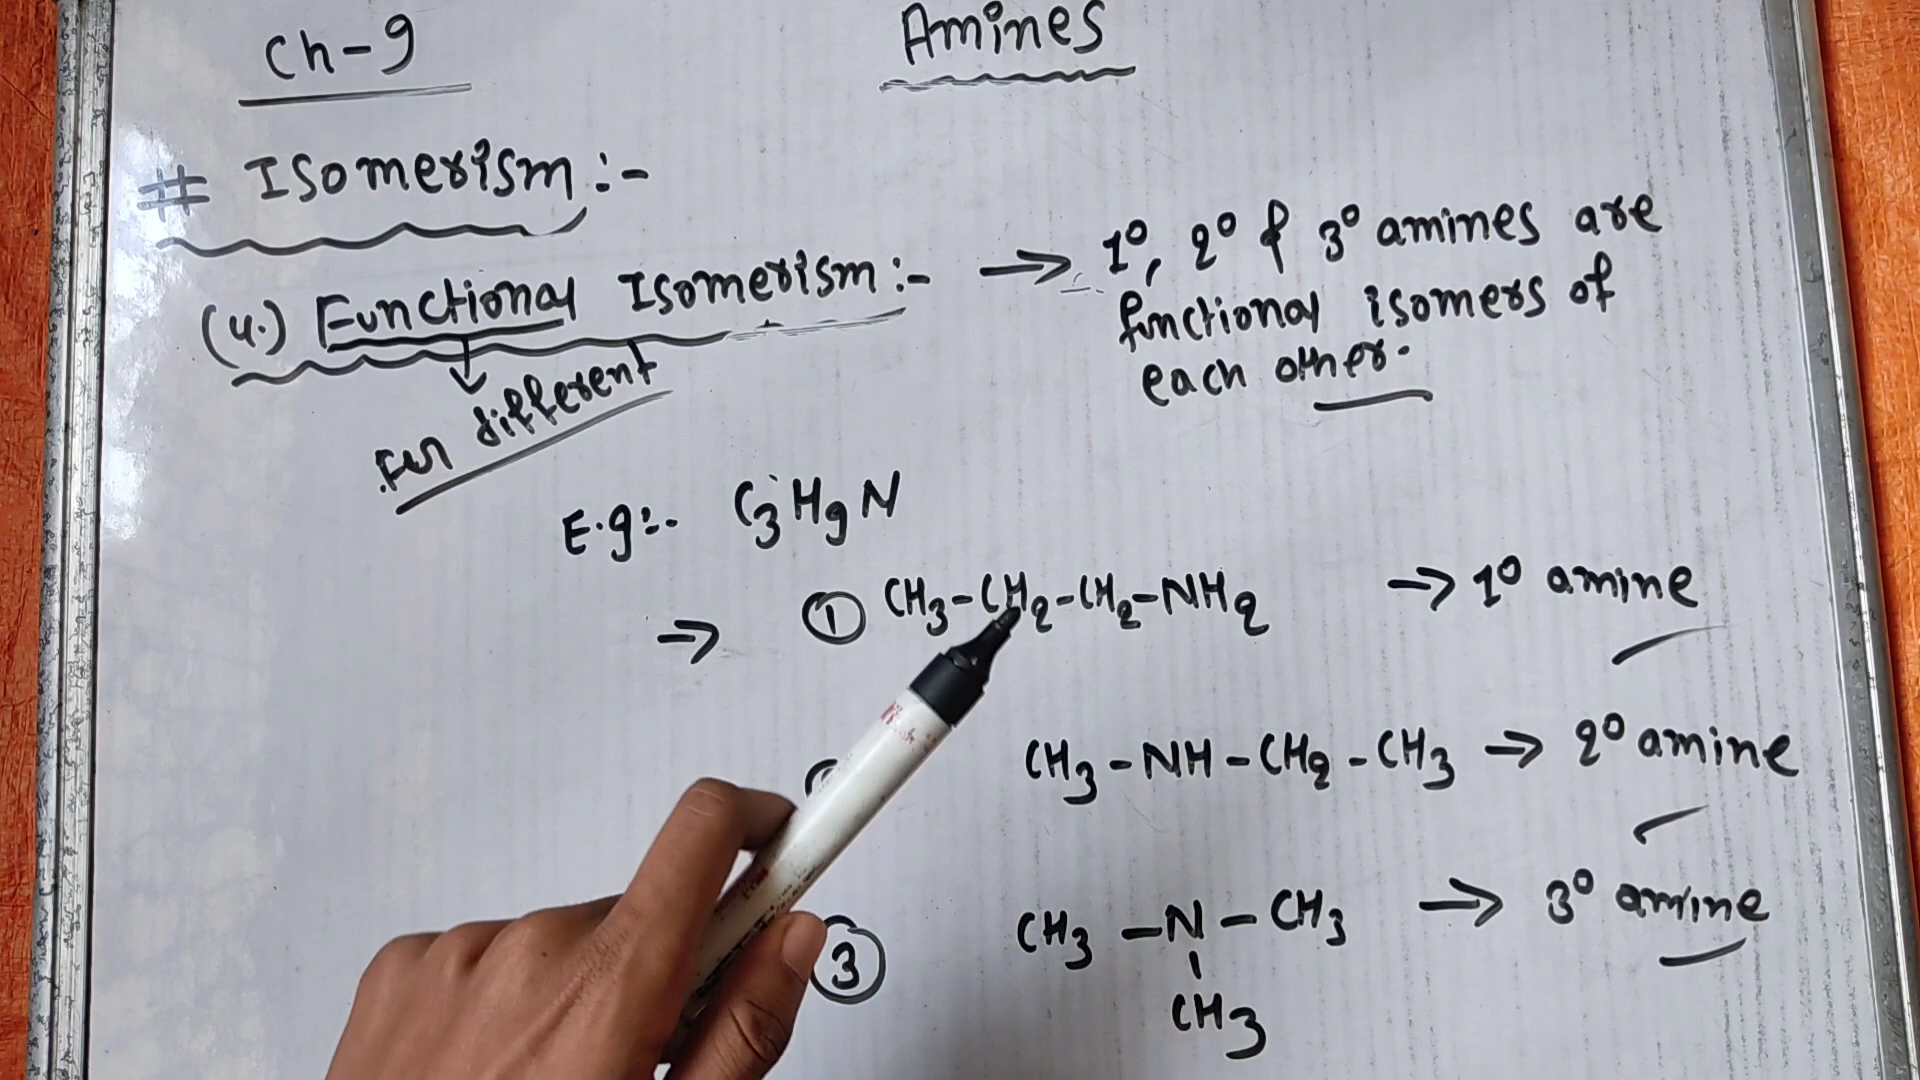 Ch-9
Amines
# Isomerism:-
(4.) Functional Isomerism:- → 1°, 2° & 3° amines are
functional isomers of
each other.
Fun different
E.g:- C3H9N
→ ① CH3-CH2-CH2-NH2 → 1° amine
CH3-NH-CH2-CH3 → 2° amine
③ CH3-N-CH3 → 3° amine
CH3